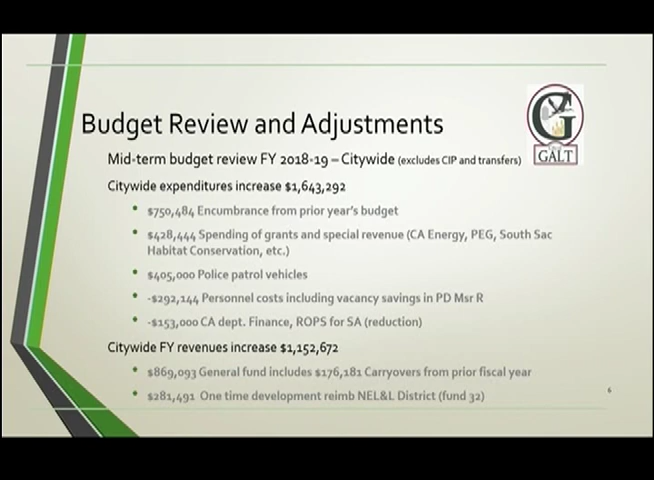 Budget Review and Adjustments
G
GALT
Mid-term budget review FY 2018-19 – Citywide (excludes CIP and transfers)
Citywide expenditures increase $1,643,292
• $750,484 Encumbrance from prior year's budget
• $428,444 Spending of grants and special revenue (CA Energy, PEG, South Sac
Habitat Conservation, etc.)
• $405,000 Police patrol vehicles
• -$292,144 Personnel costs including vacancy savings in PD Msr R
• -$153,000 CA dept. Finance, ROPS for SA (reduction)
Citywide FY revenues increase $1,152,672
• $869,093 General fund includes $176,181 Carryovers from prior fiscal year
• $281,491 One time development reimb NEL&L District (fund 32)
6